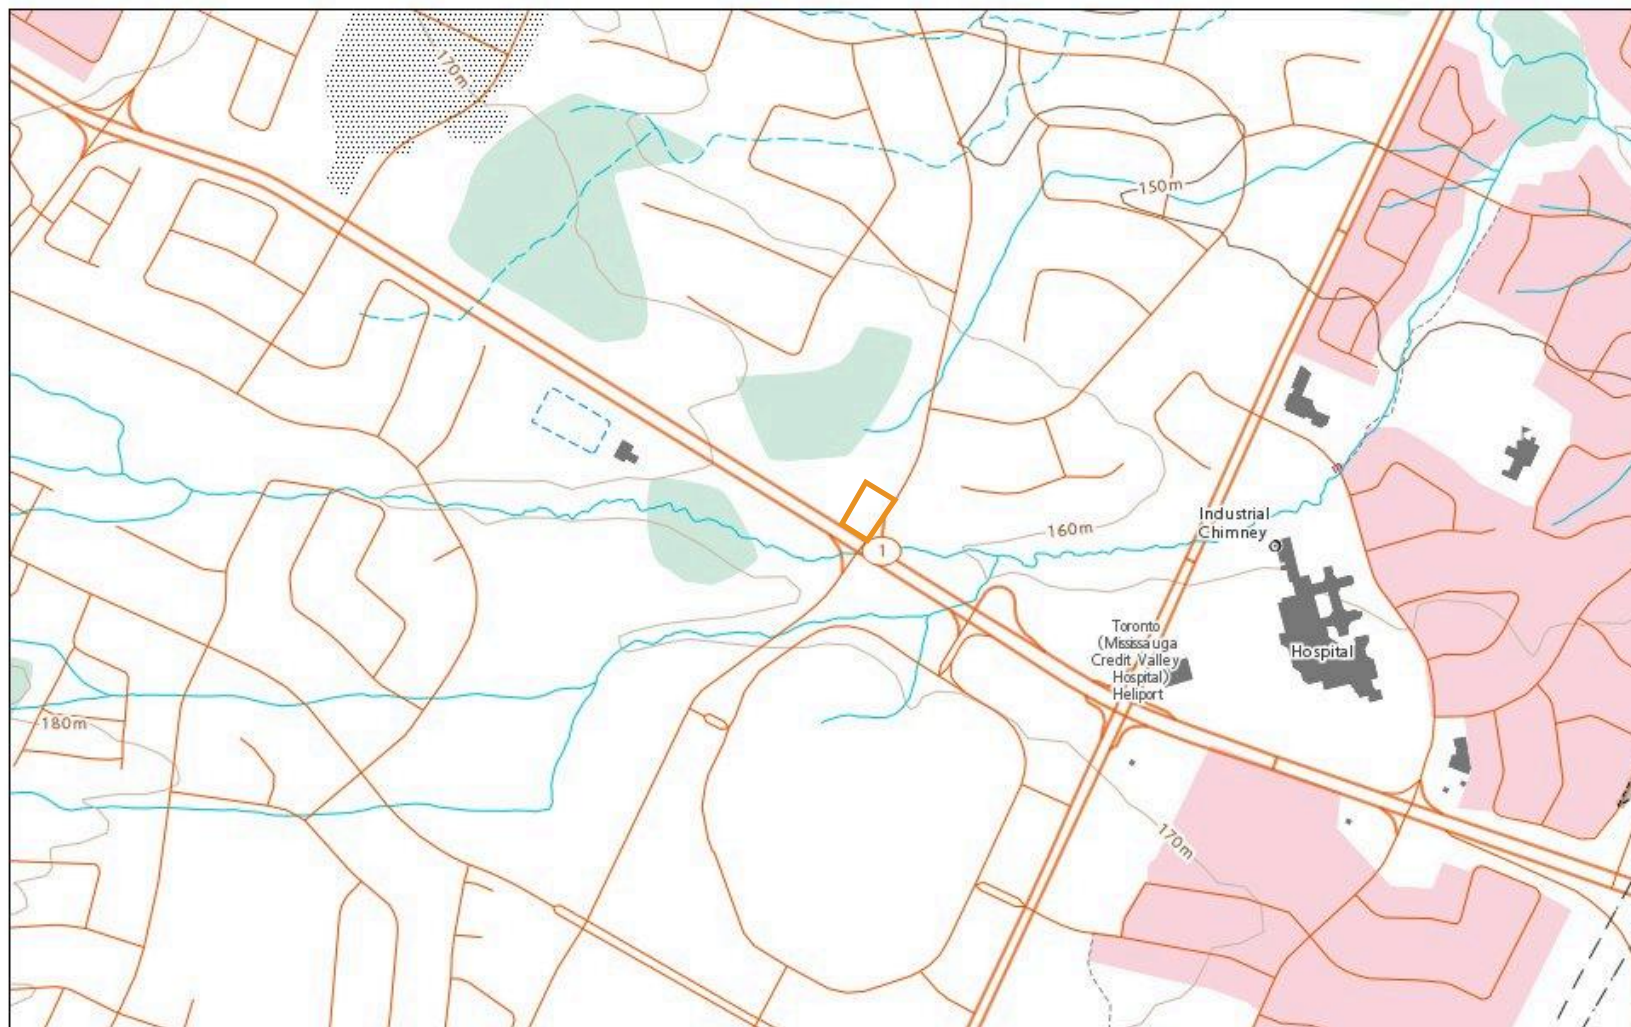 170m
150m
Industrial
Chimney
160m
1
Toronto
(Mississauga
Credit Valley
Hospital)
Heliport
Hospital
180m
170m